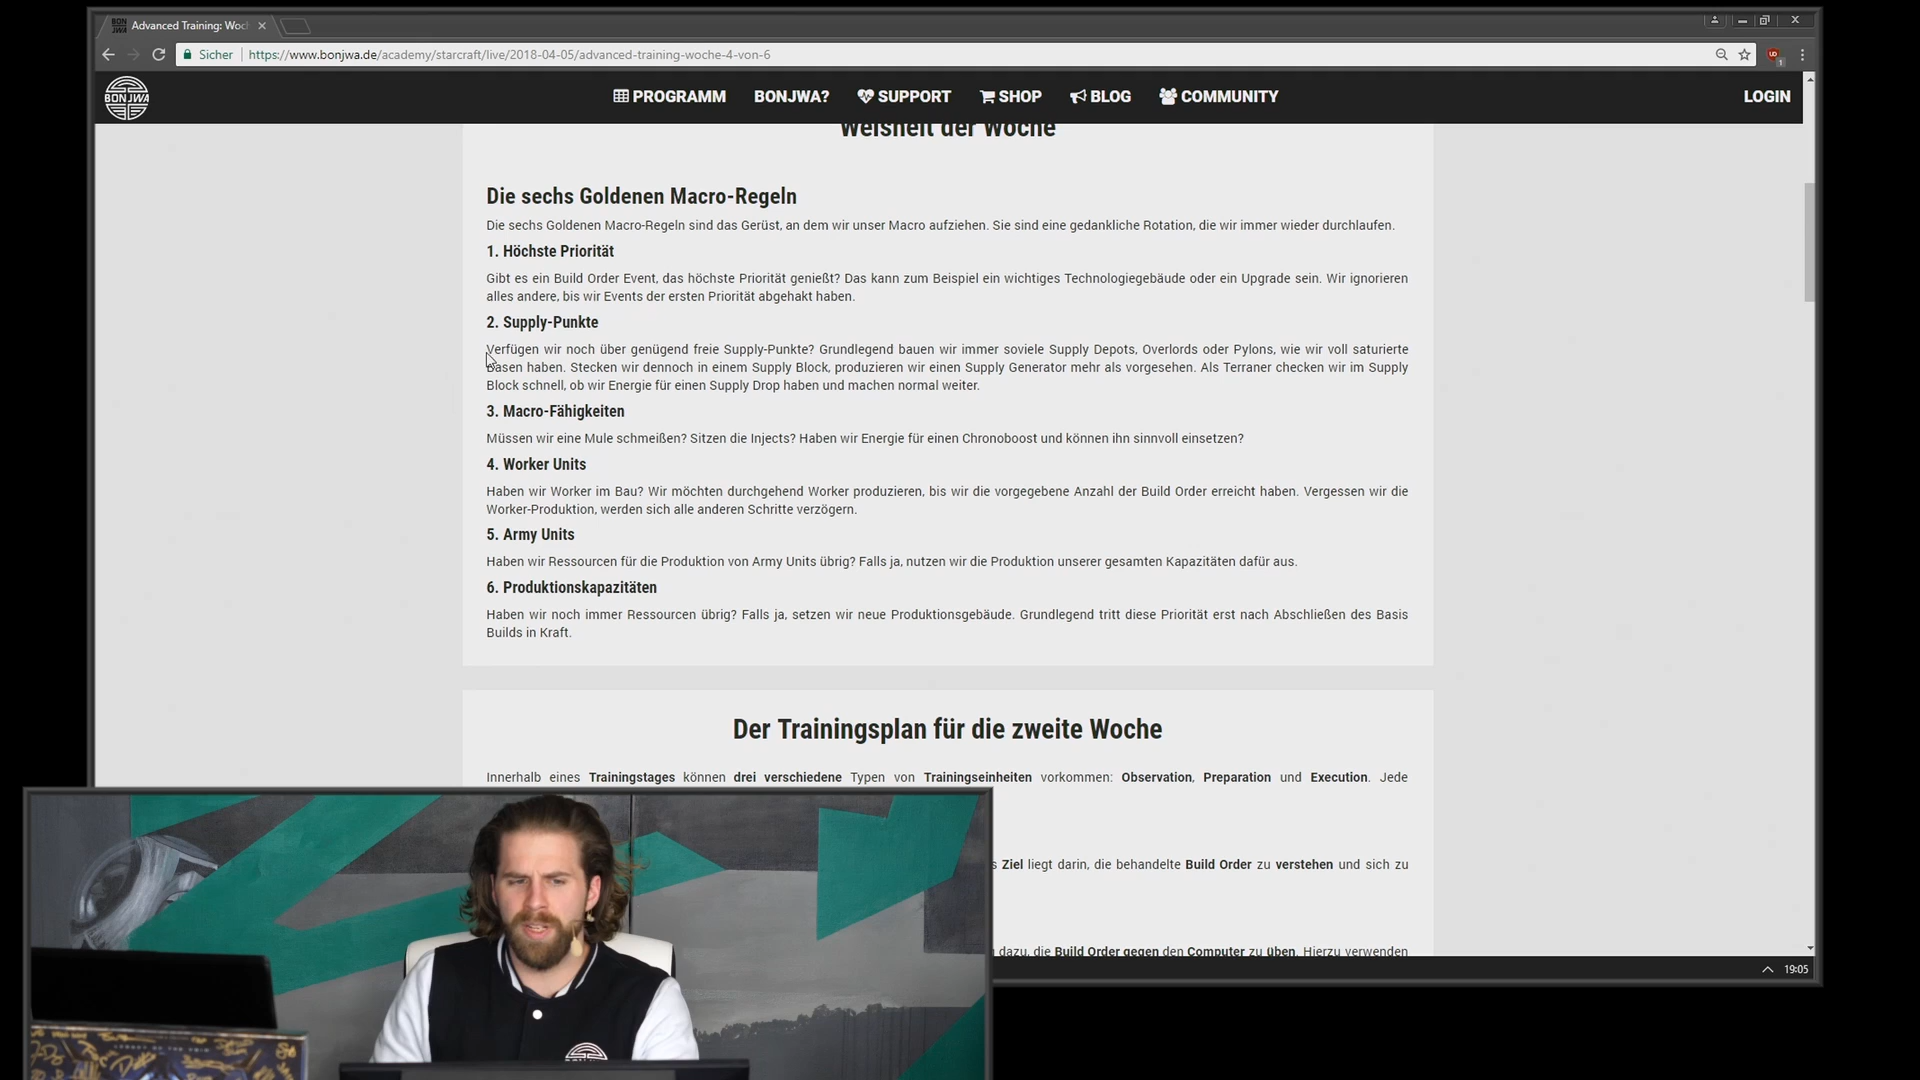 Advanced Training: Woc
Sicher
https://www.bonjwa.de/academy/starcraft/live/2018-04-05/advanced-training-woche-4-von-6
BONJWA
PROGRAMM
BONJWA?
SUPPORT
SHOP
BLOG
COMMUNITY
LOGIN
Weisheit der Woche
Die sechs Goldenen Macro-Regeln
Die sechs Goldenen Macro-Regeln sind das Gerüst, an dem wir unser Macro aufziehen. Sie sind eine gedankliche Rotation, die wir immer wieder durchlaufen.
1. Höchste Priorität
Gibt es ein Build Order Event, das höchste Priorität genießt? Das kann zum Beispiel ein wichtiges Technologiegebäude oder ein Upgrade sein. Wir ignorieren
alles andere, bis wir Events der ersten Priorität abgehakt haben.
2. Supply-Punkte
Verfügen wir noch über genügend freie Supply-Punkte? Grundlegend bauen wir immer soviele Supply Depots, Overlords oder Pylons, wie wir voll saturierte
Basen haben. Stecken wir dennoch in einem Supply Block, produzieren wir einen Supply Generator mehr als vorgesehen. Als Terraner checken wir im Supply
Block schnell, ob wir Energie für einen Supply Drop haben und machen normal weiter.
3. Macro-Fähigkeiten
Müssen wir eine Mule schmeißen? Sitzen die Injects? Haben wir Energie für einen Chronoboost und können ihn sinnvoll einsetzen?
4. Worker Units
Haben wir Worker im Bau? Wir möchten durchgehend Worker produzieren, bis wir die vorgegebene Anzahl der Build Order erreicht haben. Vergessen wir die
Worker-Produktion, werden sich alle anderen Schritte verzögern.
5. Army Units
Haben wir Ressourcen für die Produktion von Army Units übrig? Falls ja, nutzen wir die Produktion unserer gesamten Kapazitäten dafür aus.
6. Produktionskapazitäten
Haben wir noch immer Ressourcen übrig? Falls ja, setzen wir neue Produktionsgebäude. Grundlegend tritt diese Priorität erst nach Abschließen des Basis
Builds in Kraft.
Der Trainingsplan für die zweite Woche
Innerhalb eines Trainingstages können drei verschiedene Typen von Trainingseinheiten vorkommen: Observation, Preparation und Execution. Jede
s Ziel liegt darin, die behandelte Build Order zu verstehen und sich zu
dazu, die Build Order gegen den Computer zu üben. Hierzu verwenden
19:05